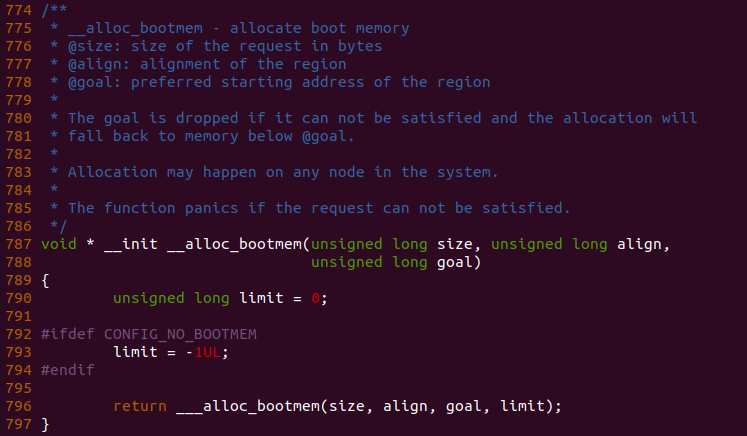 774 /**
775  * __alloc_bootmem - allocate boot memory
776  * @size: size of the request in bytes
777  * @align: alignment of the region
778  * @goal: preferred starting address of the region
779  *
780  * The goal is dropped if it can not be satisfied and the allocation will
781  * fall back to memory below @goal.
782  *
783  * Allocation may happen on any node in the system.
784  *
785  * The function panics if the request can not be satisfied.
786  */
787 void * __init __alloc_bootmem(unsigned long size, unsigned long align,
788                               unsigned long goal)
789 {
790         unsigned long limit = 0;
791
792 #ifdef CONFIG_NO_BOOTMEM
793         limit = -1UL;
794 #endif
795
796         return ___alloc_bootmem(size, align, goal, limit);
797 }